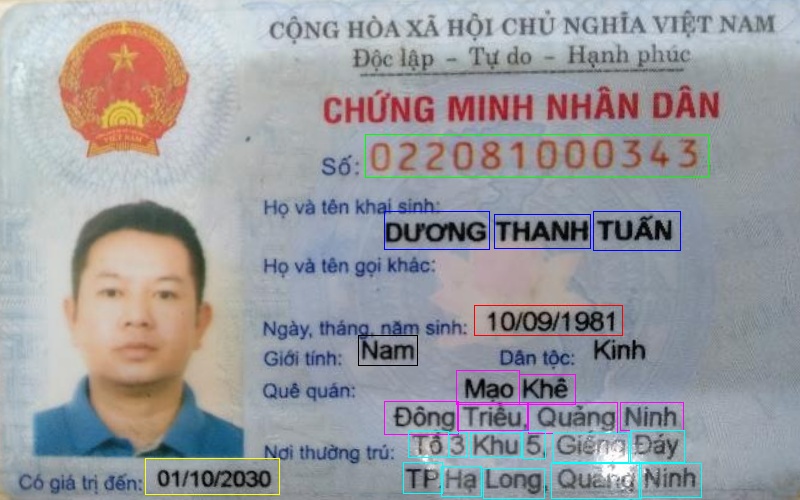 CỘNG HÒA XÃ HỘI CHỦ NGHĨA VIỆT NAM
Độc lập - Tự do - Hạnh phúc
CHỨNG MINH NHÂN DÂN
Số: 022081000343
Họ và tên khai sinh:
DƯƠNG THANH TUẤN
Họ và tên gọi khác:
Ngày, tháng, năm sinh: 10/09/1981
Giới tính: Nam Dân tộc: Kinh
Quê quán: Mạo Khê
Đông Triều, Quảng Ninh
Nơi thường trú: Tổ 3 Khu 5, Giếng Đáy
TP. Hạ Long, Quảng Ninh
Có giá trị đến: 01/10/2030
VIỆT NAM